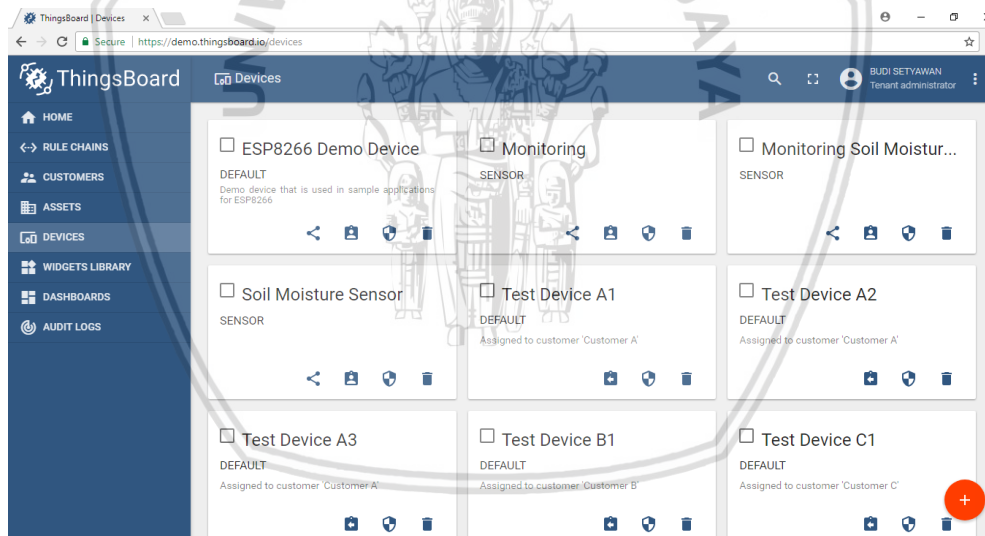 ThingsBoard | Devices
Secure | https://demo.thingsboard.io/devices
ThingsBoard
Devices
BUDI SETYAWAN
Tenant administrator
HOME
RULE CHAINS
CUSTOMERS
ASSETS
DEVICES
WIDGETS LIBRARY
DASHBOARDS
AUDIT LOGS
ESP8266 Demo Device
DEFAULT
Demo device that is used in sample applications
for ESP8266
Monitoring
SENSOR
Monitoring Soil Moistur...
SENSOR
Soil Moisture Sensor
SENSOR
Test Device A1
DEFAULT
Assigned to customer 'Customer A'
Test Device A2
DEFAULT
Assigned to customer 'Customer A'
Test Device A3
DEFAULT
Assigned to customer 'Customer A'
Test Device B1
DEFAULT
Assigned to customer 'Customer B'
Test Device C1
DEFAULT
Assigned to customer 'Customer C'